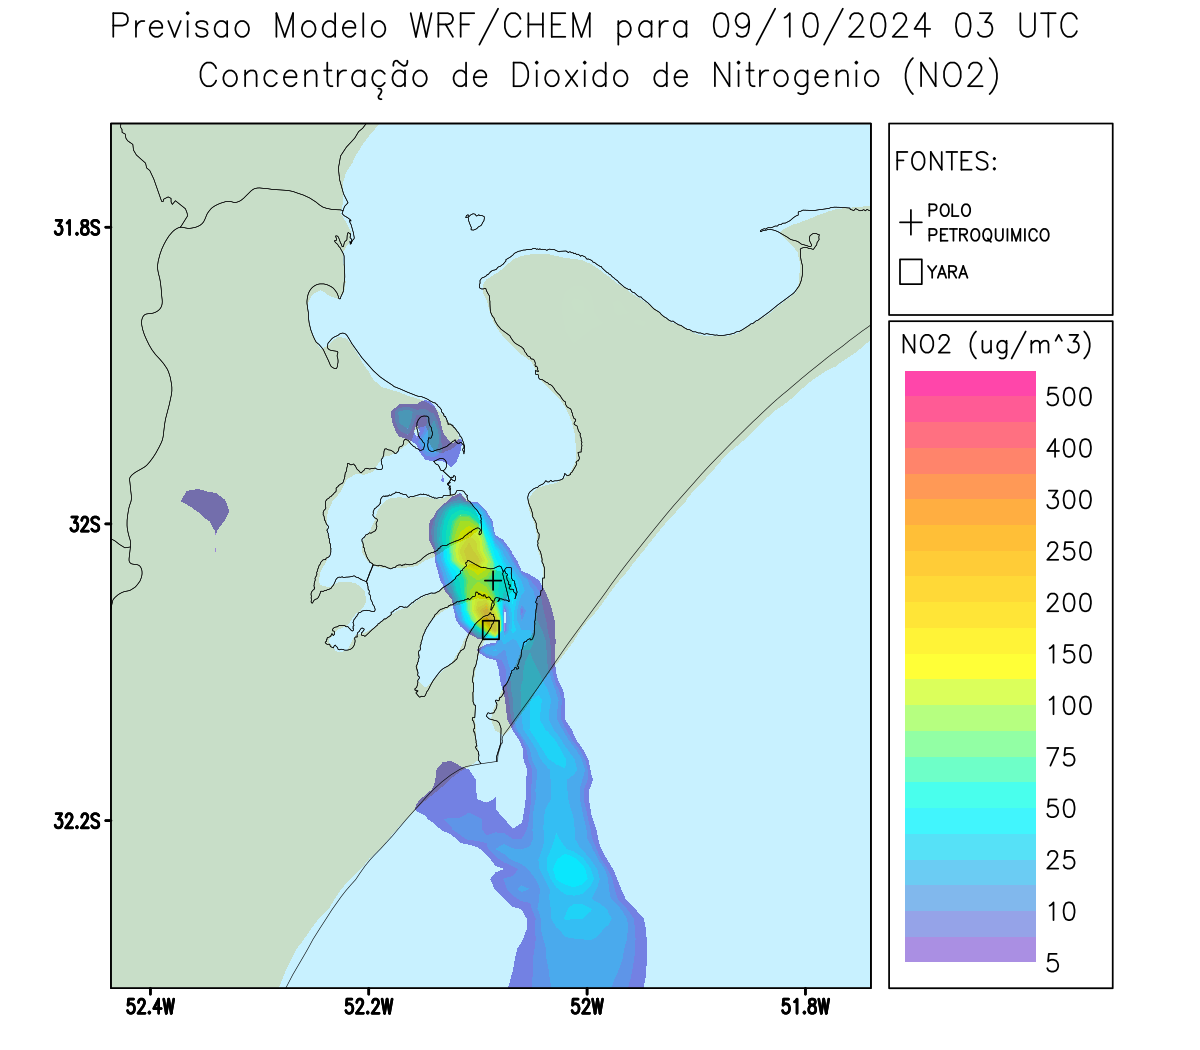 Previsao Modelo WRF/CHEM para 09/10/2024 03 UTC
Concentração de Dioxido de Nitrogenio (NO2)
FONTES:
POLO
PETROQUIMICO
YARA
NO2 (ug/m^3)
500
400
300
250
200
150
100
75
50
25
10
5
31.8S
32S
32.2S
52.4W
52.2W
52W
51.8W